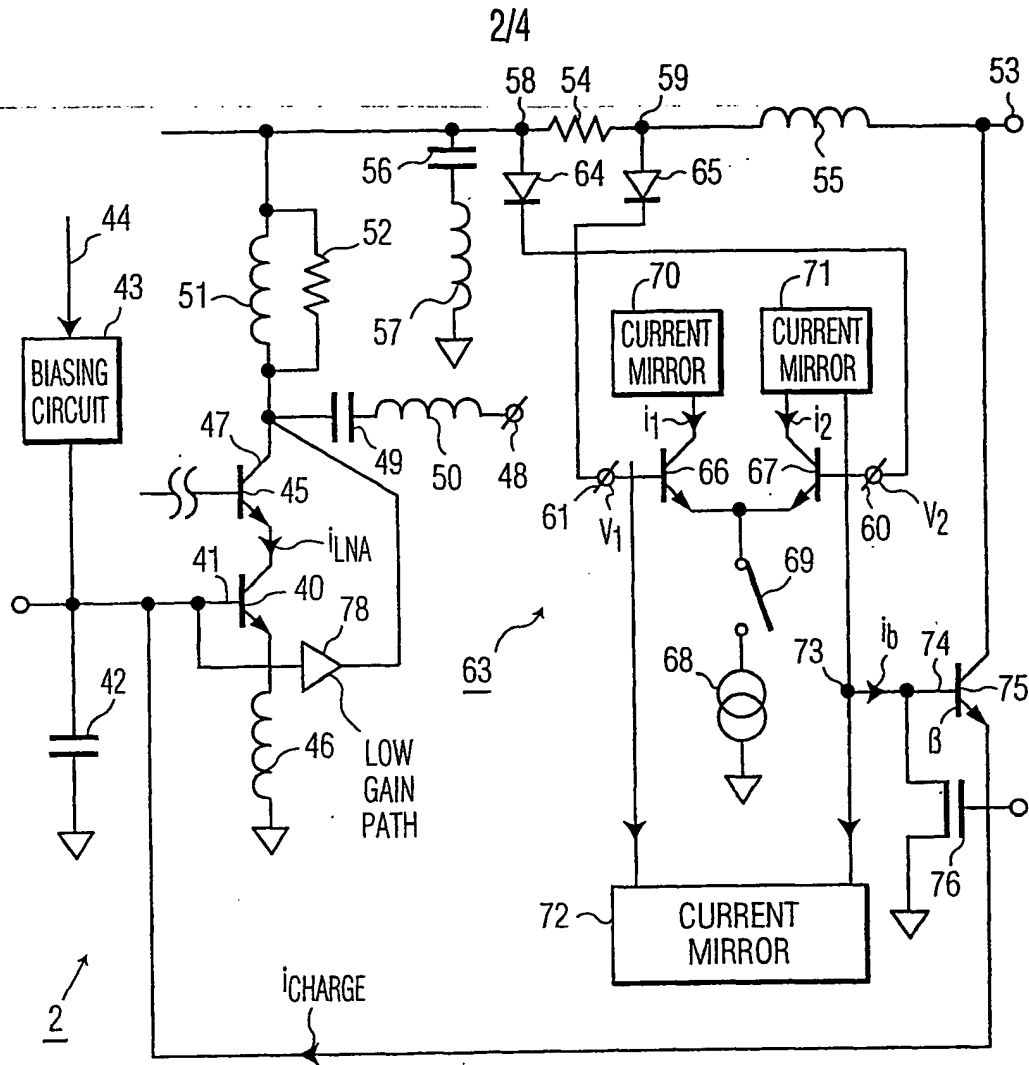 2/4
58 54 59 53
56 64 65 55
44 52
51 57 70 71
43 CURRENT MIRROR CURRENT MIRROR
BIASING CIRCUIT
47 i1 i2
49 50 48
45 66 67
61 V1 60 V2
iLNA
41 40 69
78 63
ib
42 68 73 74 75
46 LOW GAIN PATH
β
76
72 CURRENT MIRROR
iCHARGE
2